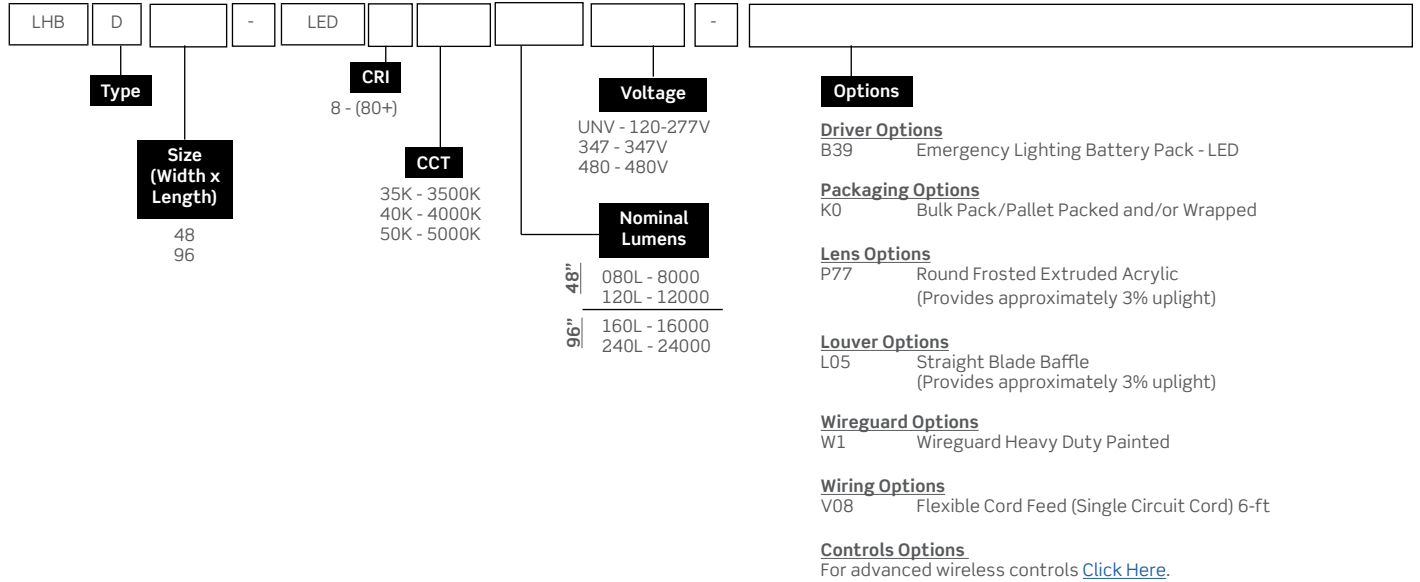 LHB D - LED -
Type
Size
(Width x
Length)
48
96
CRI
8 - (80+)
CCT
35K - 3500K
40K - 4000K
50K - 5000K
Voltage
UNV - 120-277V
347 - 347V
480 - 480V
Nominal
Lumens
48”
080L - 8000
120L - 12000
96”
160L - 16000
240L - 24000
Options
Driver Options
B39 Emergency Lighting Battery Pack - LED
Packaging Options
K0 Bulk Pack/Pallet Packed and/or Wrapped
Lens Options
P77 Round Frosted Extruded Acrylic
(Provides approximately 3% uplight)
Louver Options
L05 Straight Blade Baffle
(Provides approximately 3% uplight)
Wireguard Options
W1 Wireguard Heavy Duty Painted
Wiring Options
V08 Flexible Cord Feed (Single Circuit Cord) 6-ft
Controls Options
For advanced wireless controls Click Here.